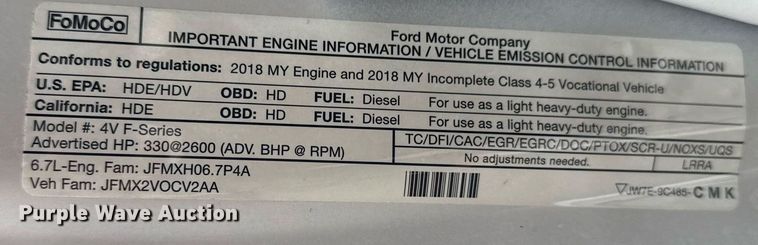 FoMoCo
Ford Motor Company
IMPORTANT ENGINE INFORMATION / VEHICLE EMISSION CONTROL INFORMATION
Conforms to regulations: 2018 MY Engine and 2018 MY Incomplete Class 4-5 Vocational Vehicle
U.S. EPA: HDE/HDV OBD: HD FUEL: Diesel For use as a light heavy-duty engine.
California: HDE OBD: HD FUEL: Diesel For use as a light heavy-duty engine.
Model #: 4V F-Series
TC/DFI/CAC/EGR/EGRC/DOC/PTOX/SCR-U/NOXS/UQS
Advertised HP: 330@2600 (ADV. BHP @ RPM)
No adjustments needed. LRRA
6.7L-Eng. Fam: JFMXH06.7P4A
Veh Fam: JFMX2VOCV2AA
JW7E-9C485-CMK
Purple Wave Auction